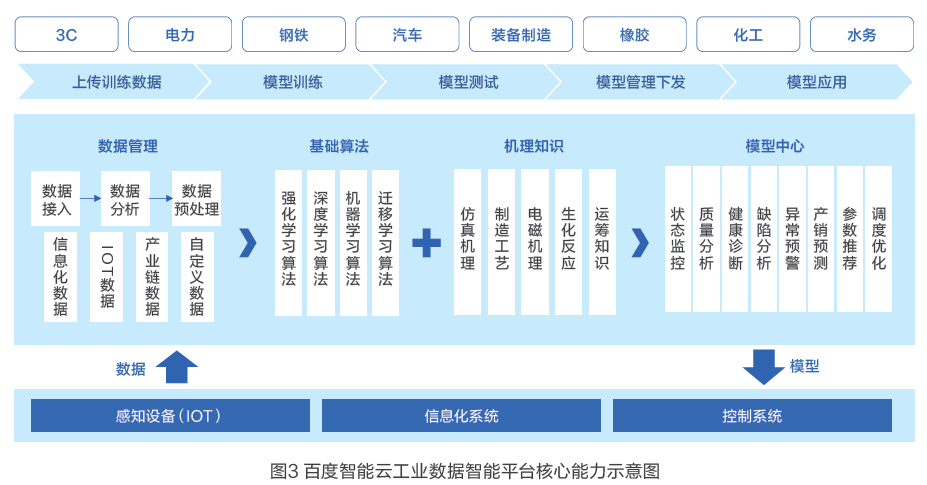 3C
电力
钢铁
汽车
装备制造
橡胶
化工
水务
上传训练数据
模型训练
模型测试
模型管理下发
模型应用
数据管理
数据
接入
数据
分析
数据
预处理
信息化数据
IOT数据
产业链数据
自定义数据
基础算法
强化学习算法
深度学习算法
机器学习算法
迁移学习算法
机理知识
仿真机理
制造工艺
电磁机理
生化反应
运筹知识
模型中心
状态监控
质量分析
健康诊断
缺陷分析
异常预警
产销预测
参数推荐
调度优化
数据
模型
感知设备(IOT)
信息化系统
控制系统
图3 百度智能云工业数据智能平台核心能力示意图